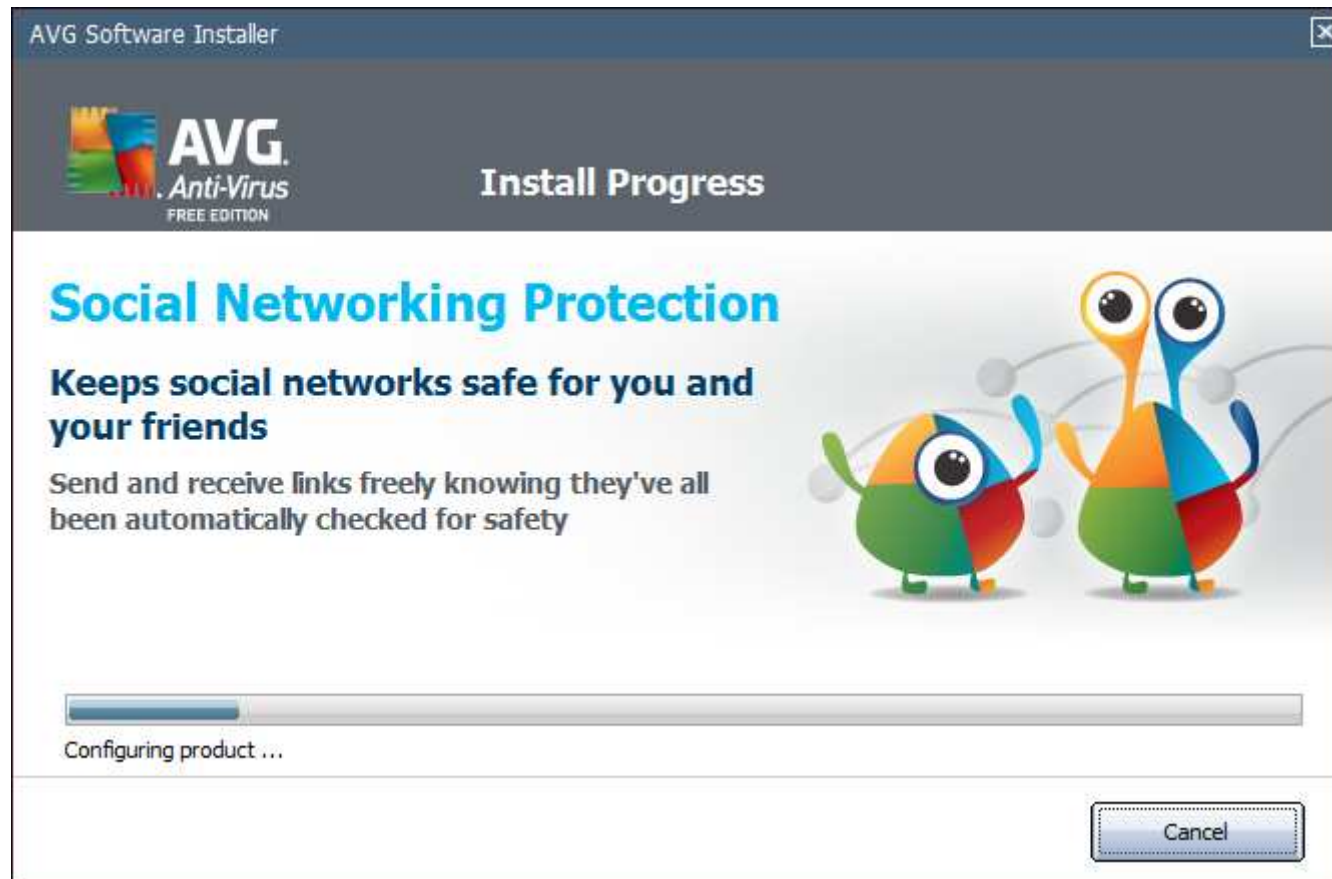 AVG Software Installer
AVG.
Anti-Virus
FREE EDITION
Install Progress
Social Networking Protection
Keeps social networks safe for you and
your friends
Send and receive links freely knowing they've all
been automatically checked for safety
Configuring product ...
Cancel